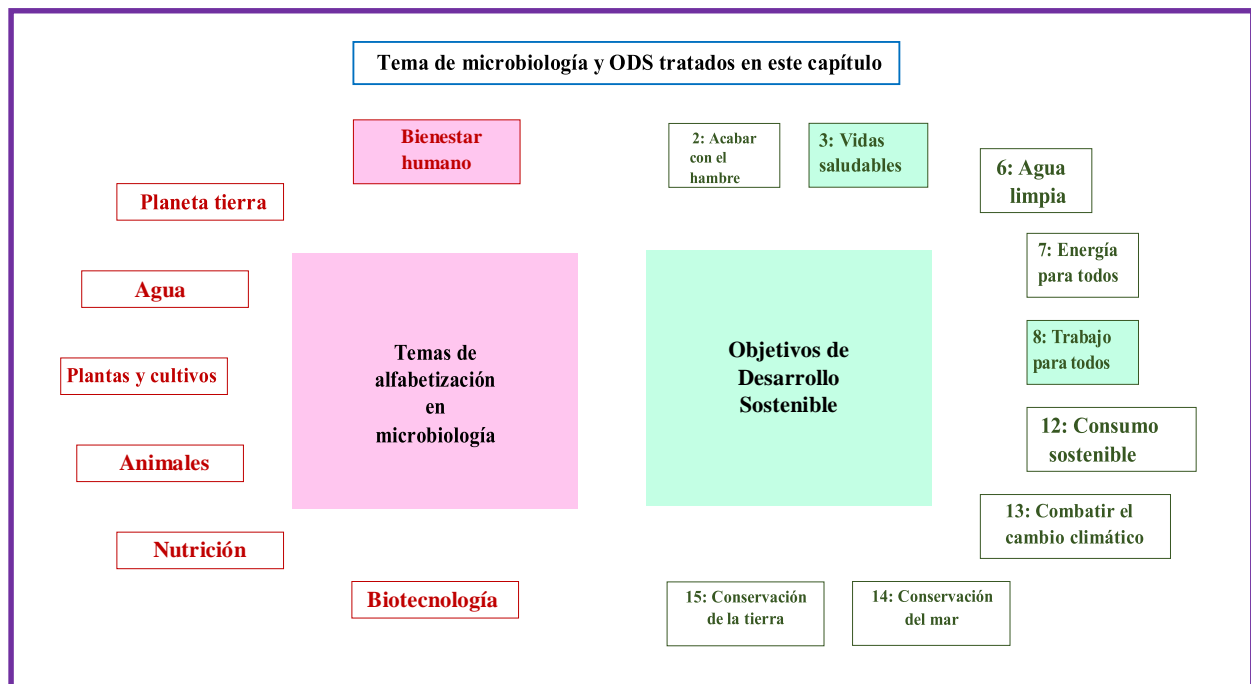 Tema de microbiología y ODS tratados en este capítulo
Bienestar
humano
Planeta tierra
Agua
Plantas y cultivos
Animales
Nutrición
Biotecnología
Temas de
alfabetización
en
microbiología
Objetivos de
Desarrollo
Sostenible
2: Acabar
con el
hambre
3: Vidas
saludables
6: Agua
limpia
7: Energía
para todos
8: Trabajo
para todos
12: Consumo
sostenible
13: Combatir el
cambio climático
14: Conservación
del mar
15: Conservación
de la tierra